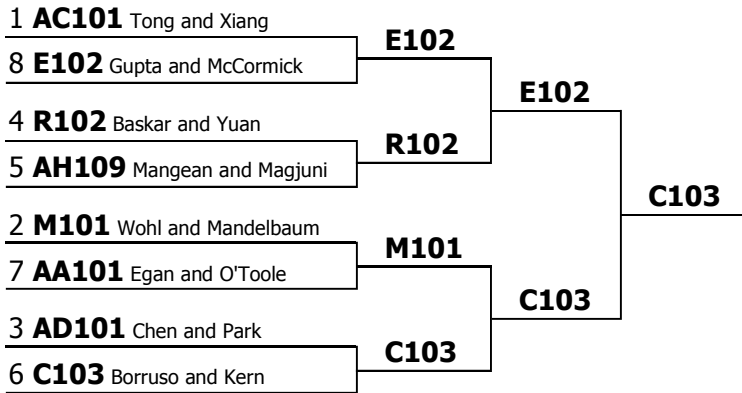 1 AC101 Tong and Xiang
8 E102 Gupta and McCormick
4 R102 Baskar and Yuan
5 AH109 Mangean and Magjuni
2 M101 Wohl and Mandelbaum
7 AA101 Egan and O'Toole
3 AD101 Chen and Park
6 C103 Borruso and Kern
E102
R102
M101
C103
E102
C103
C103